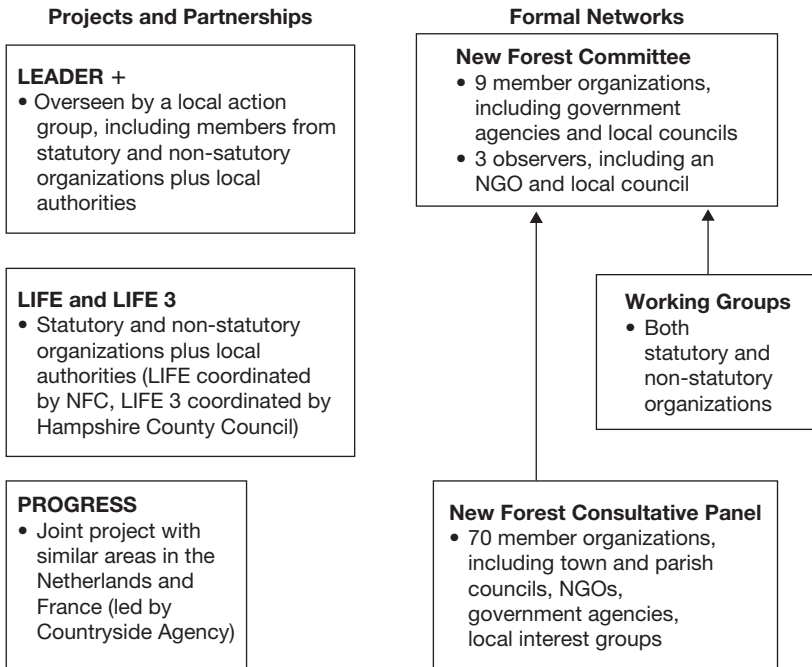 Projects and Partnerships
LEADER +
• Overseen by a local action
group, including members from
statutory and non-satutory
organizations plus local
authorities
LIFE and LIFE 3
• Statutory and non-statutory
organizations plus local
authorities (LIFE coordinated
by NFC, LIFE 3 coordinated by
Hampshire County Council)
PROGRESS
• Joint project with
similar areas in the
Netherlands and
France (led by
Countryside Agency)
Formal Networks
New Forest Committee
• 9 member organizations,
including government
agencies and local councils
• 3 observers, including an
NGO and local council
Working Groups
• Both
statutory and
non-statutory
organizations
New Forest Consultative Panel
• 70 member organizations,
including town and parish
councils, NGOs,
government agencies,
local interest groups